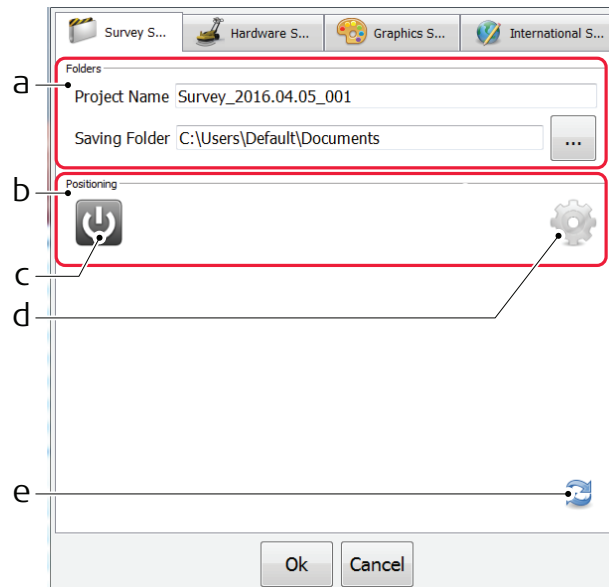 Survey S...
Hardware S...
Graphics S...
International S...
Folders
a
Project Name Survey_2016.04.05_001
Saving Folder C:\Users\Default\Documents ...
b
Positioning
c
d
e
Ok Cancel